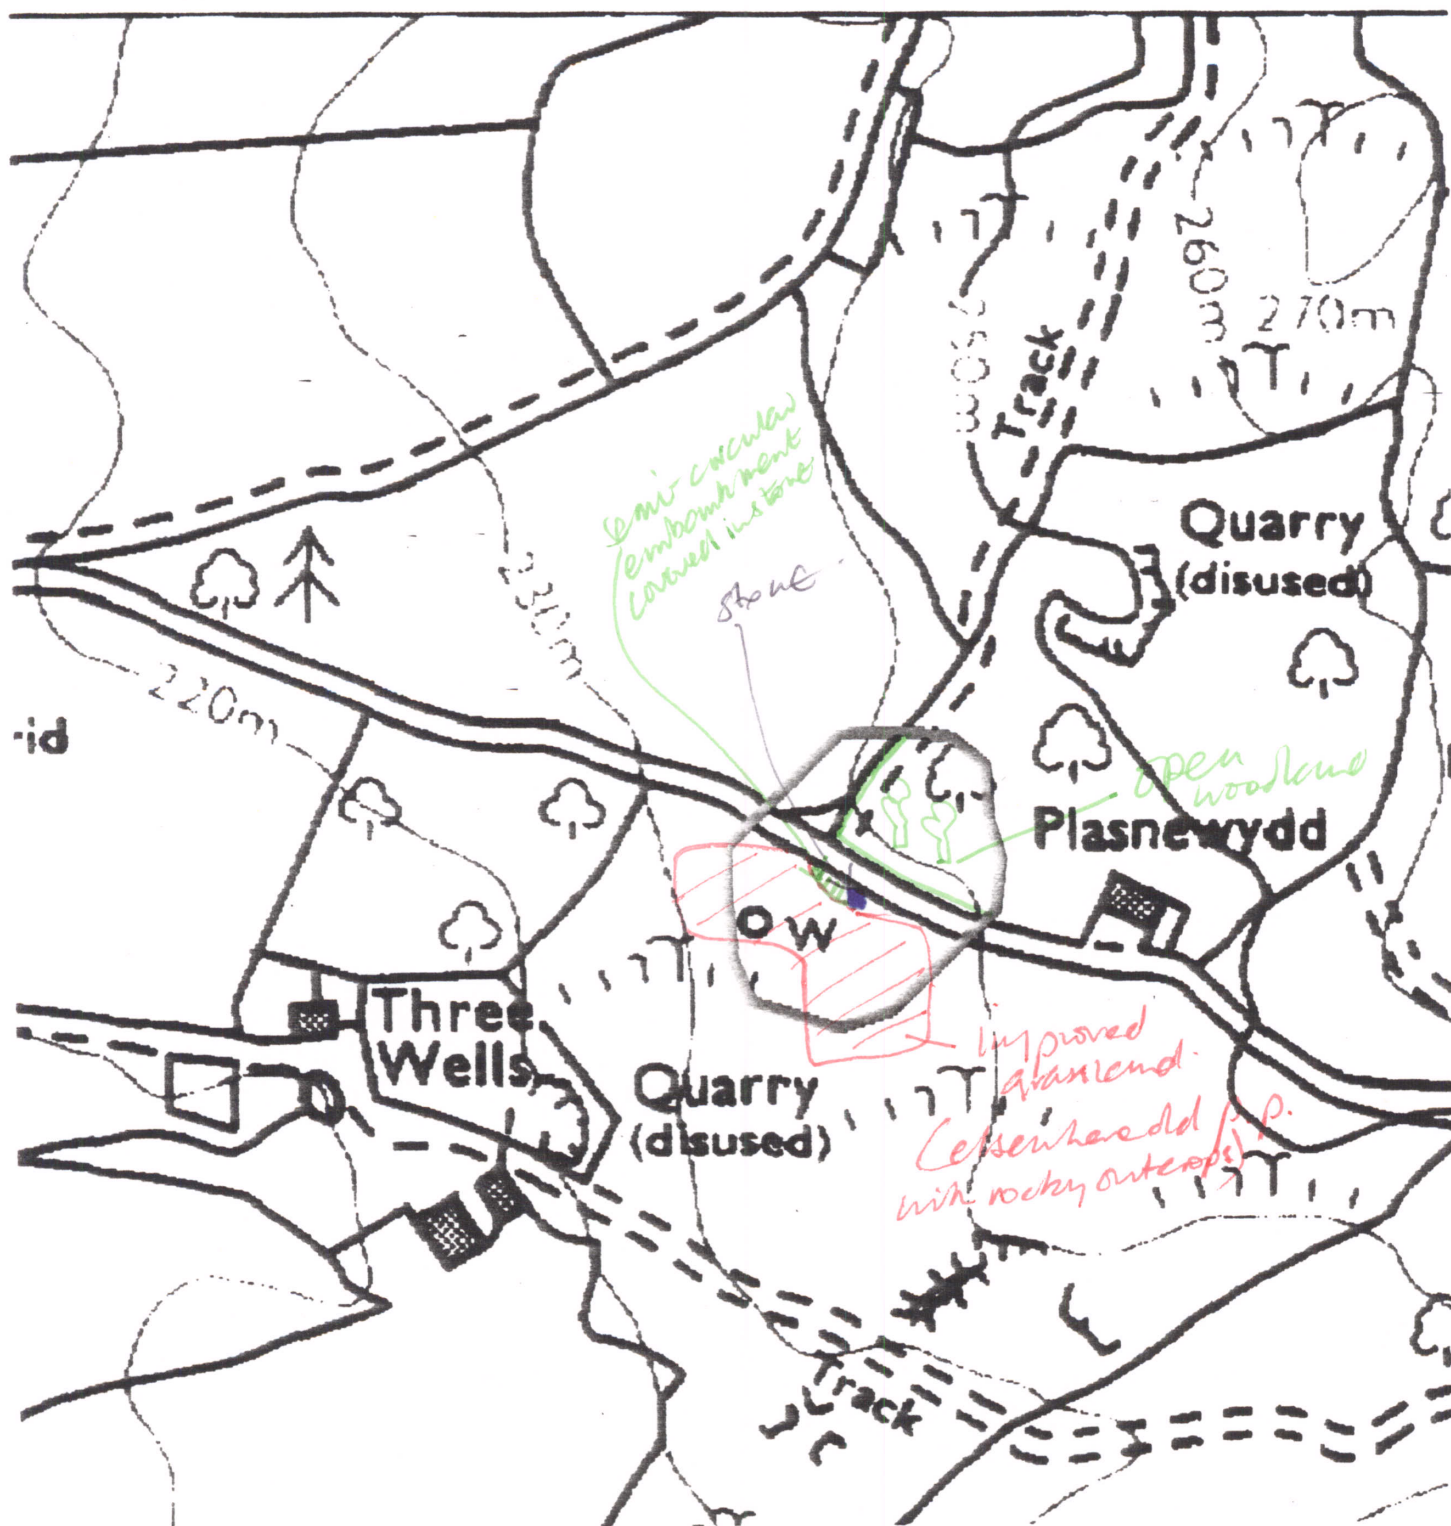 260m
270m
250m
Track
semi-circular
embankment
covered in stone
stone
Quarry
(disused)
230m
220m
-id
open
woodland
Plasnewydd
W
Three
Wells
Quarry
(disused)
Improved
grassland.
p.p.
with rocky outcrops)
Track